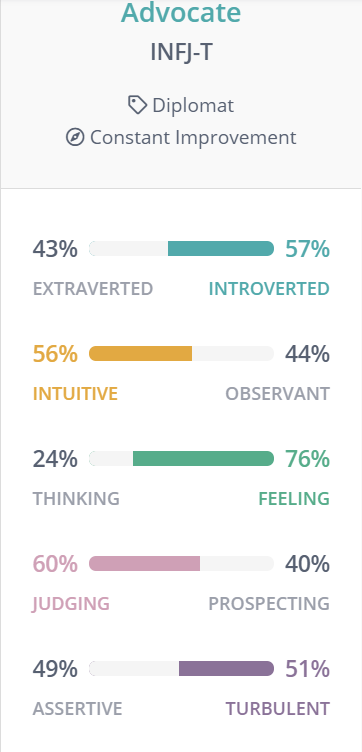 Advocate
INFJ-T
Diplomat
Constant Improvement
43% 57%
EXTRAVERTED INTROVERTED
56% 44%
INTUITIVE OBSERVANT
24% 76%
THINKING FEELING
60% 40%
JUDGING PROSPECTING
49% 51%
ASSERTIVE TURBULENT